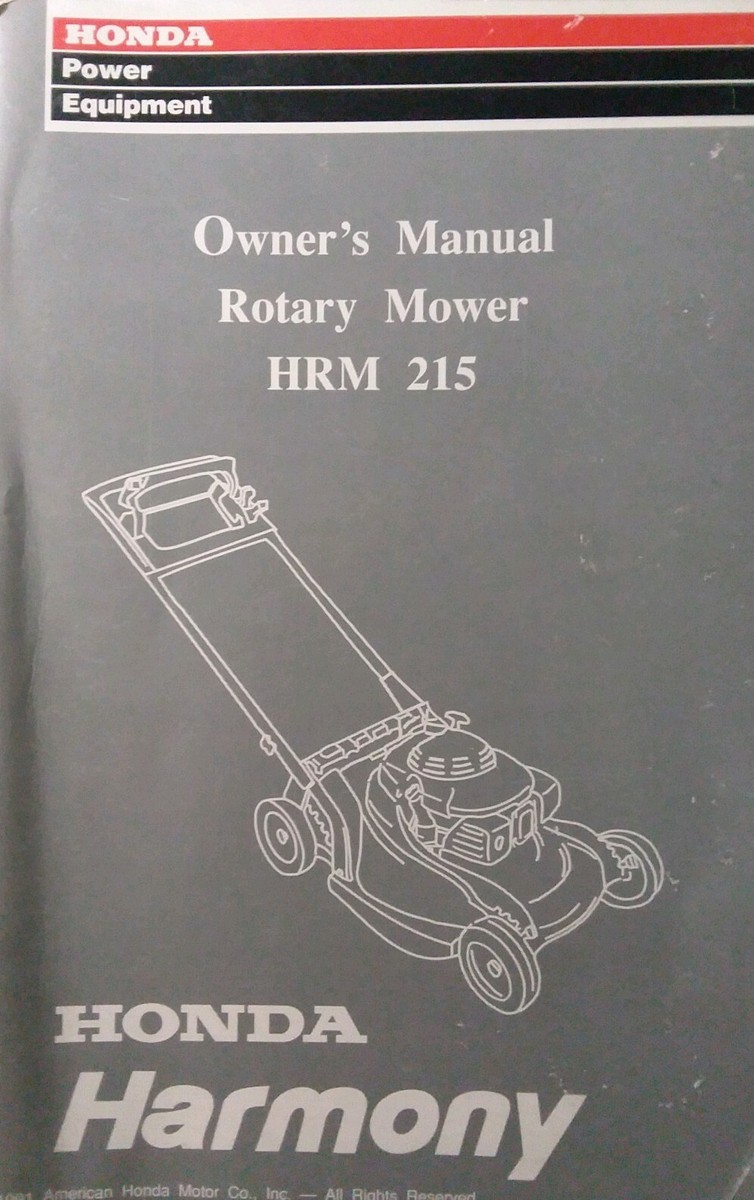 HONDA
Power
Equipment
Owner's Manual
Rotary Mower
HRM 215
HONDA
Harmony
American Honda Motor Co., Inc. — All Rights Reserved